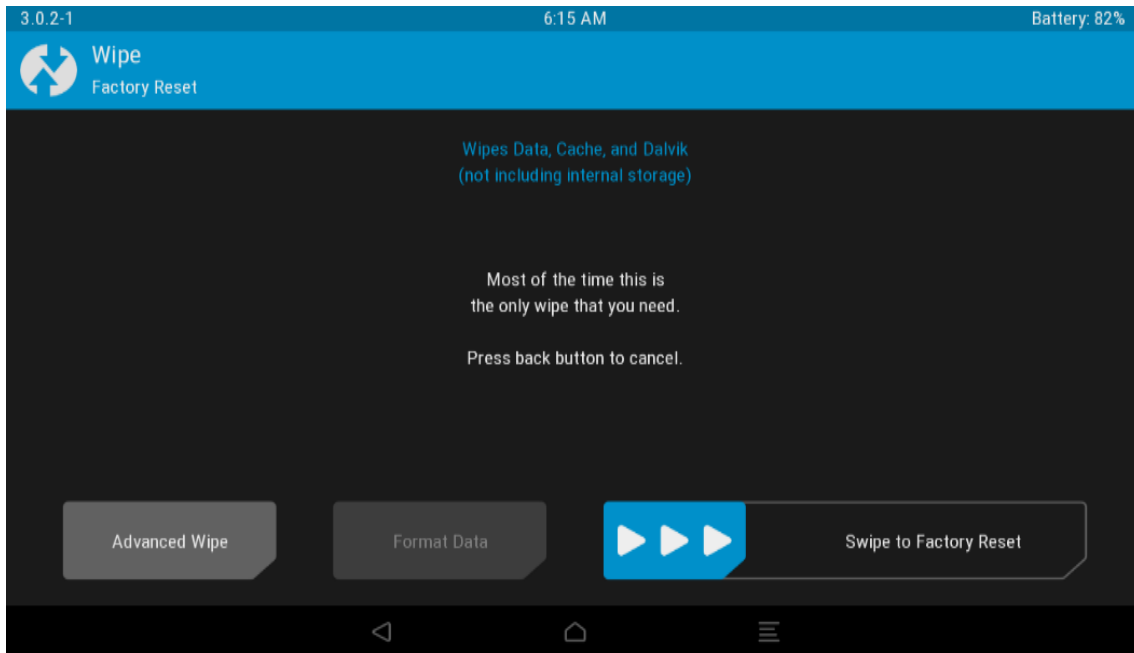 3.0.2-1 6:15 AM Battery: 82%
Wipe
Factory Reset
Wipes Data, Cache, and Dalvik
(not including internal storage)
Most of the time this is
the only wipe that you need.
Press back button to cancel.
Advanced Wipe Format Data Swipe to Factory Reset